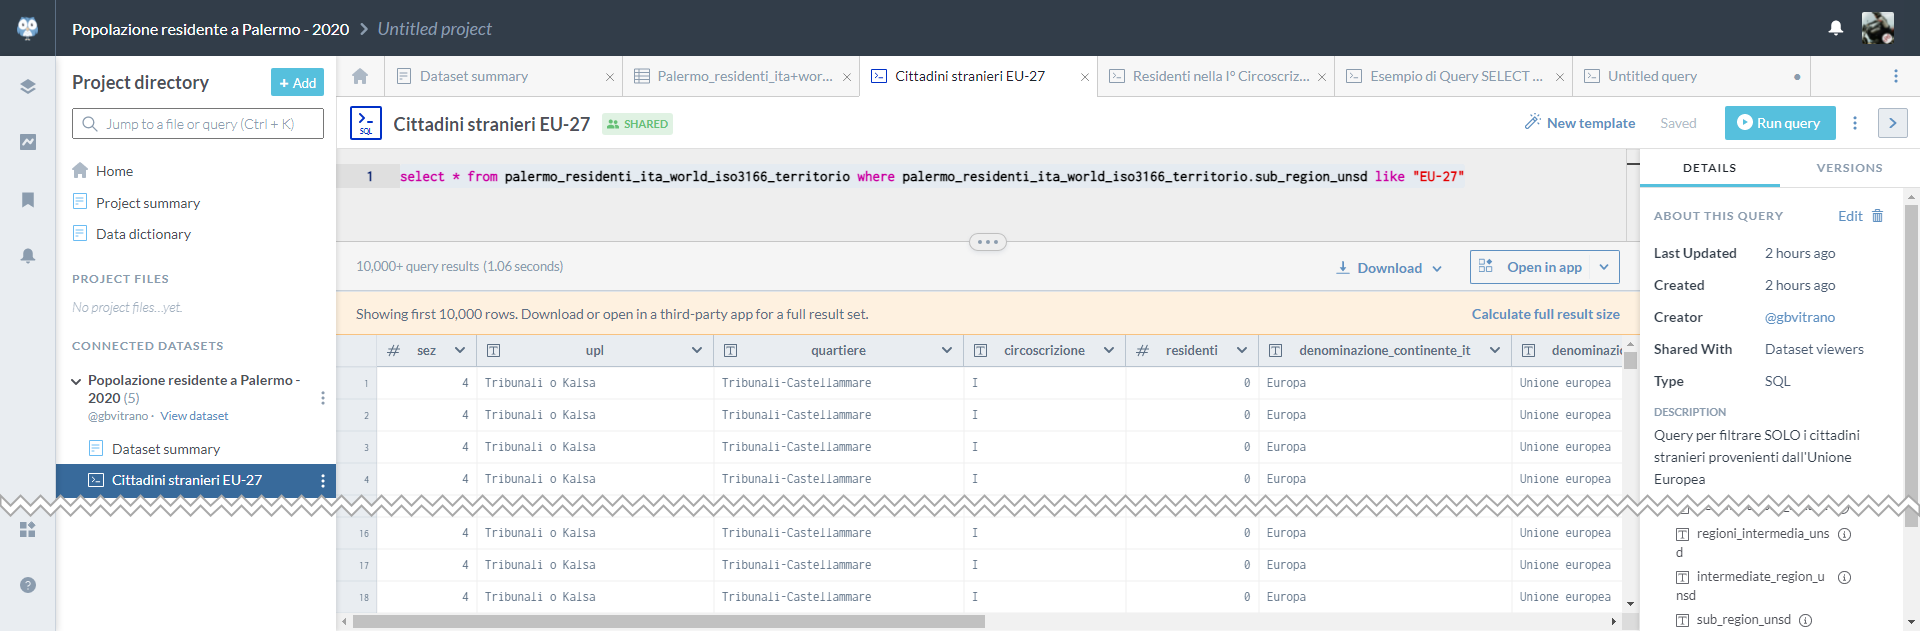 Popolazione residente a Palermo - 2020 > Untitled project
Project directory
+ Add
Jump to a file or query (Ctrl + K)
Home
Project summary
Data dictionary
PROJECT FILES
No project files...yet.
CONNECTED DATASETS
Popolazione residente a Palermo -
2020 (5)
@gbvitrano · View dataset
Dataset summary
Cittadini stranieri EU-27
Dataset summary
Palermo_residenti_ita+wor...
Cittadini stranieri EU-27
Residenti nella I° Circoscriz...
Esempio di Query SELECT ...
Untitled query
SQL
Cittadini stranieri EU-27
SHARED
New template
Saved
Run query
1 select * from palermo_residenti_ita_world_iso3166_territorio where palermo_residenti_ita_world_iso3166_territorio.sub_region_unsd like "EU-27"
10,000+ query results (1.06 seconds)
Download
Open in app
Showing first 10,000 rows. Download or open in a third-party app for a full result set.
Calculate full result size
# sez T upl T quartiere T circoscrizione # residenti T denominazione_continente_it T denominazi
1 4 Tribunali o Kalsa Tribunali-Castellammare I 0 Europa Unione europea
2 4 Tribunali o Kalsa Tribunali-Castellammare I 0 Europa Unione europea
3 4 Tribunali o Kalsa Tribunali-Castellammare I 0 Europa Unione europea
4 4 Tribunali o Kalsa Tribunali-Castellammare I 0 Europa Unione europea
16 4 Tribunali o Kalsa Tribunali-Castellammare I 0 Europa Unione europea
17 4 Tribunali o Kalsa Tribunali-Castellammare I 0 Europa Unione europea
18 4 Tribunali o Kalsa Tribunali-Castellammare I 0 Europa Unione europea
DETAILS
VERSIONS
ABOUT THIS QUERY
Edit
Last Updated 2 hours ago
Created 2 hours ago
Creator @gbvitrano
Shared With Dataset viewers
Type SQL
DESCRIPTION
Query per filtrare SOLO i cittadini
stranieri provenienti dall'Unione
Europea
T regioni_intermedia_uns
d
T intermediate_region_u
nsd
T sub_region_unsd